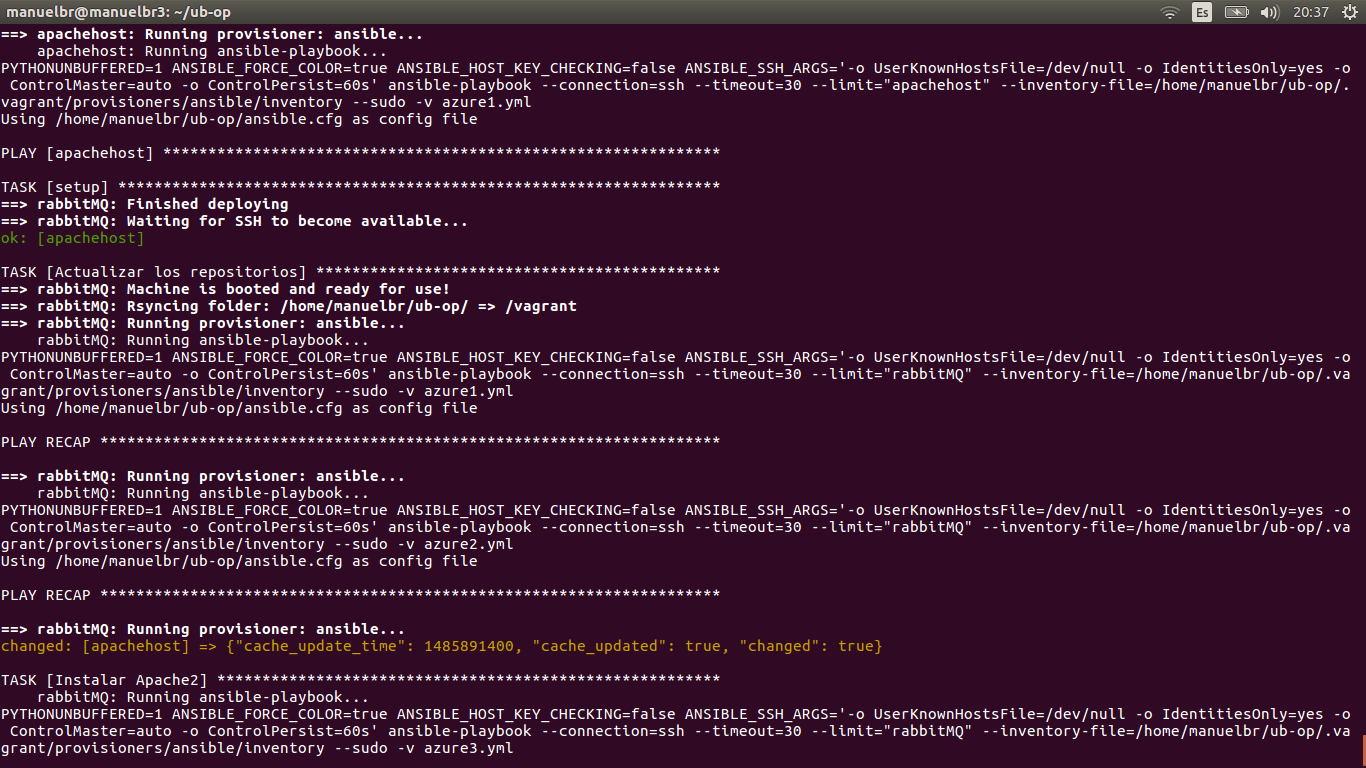 manuelbr@manuelbr3: ~/ub-op
Es
20:37
==> apachehost: Running provisioner: ansible...
    apachehost: Running ansible-playbook...
PYTHONUNBUFFERED=1 ANSIBLE_FORCE_COLOR=true ANSIBLE_HOST_KEY_CHECKING=false ANSIBLE_SSH_ARGS='-o UserKnownHostsFile=/dev/null -o IdentitiesOnly=yes -o
 ControlMaster=auto -o ControlPersist=60s' ansible-playbook --connection=ssh --timeout=30 --limit="apachehost" --inventory-file=/home/manuelbr/ub-op/.
vagrant/provisioners/ansible/inventory --sudo -v azure1.yml
Using /home/manuelbr/ub-op/ansible.cfg as config file
PLAY [apachehost] **************************************************************
TASK [setup] *******************************************************************
==> rabbitMQ: Finished deploying
==> rabbitMQ: Waiting for SSH to become available...
ok: [apachehost]
TASK [Actualizar los repositorios] *********************************************
==> rabbitMQ: Machine is booted and ready for use!
==> rabbitMQ: Rsyncing folder: /home/manuelbr/ub-op/ => /vagrant
==> rabbitMQ: Running provisioner: ansible...
    rabbitMQ: Running ansible-playbook...
PYTHONUNBUFFERED=1 ANSIBLE_FORCE_COLOR=true ANSIBLE_HOST_KEY_CHECKING=false ANSIBLE_SSH_ARGS='-o UserKnownHostsFile=/dev/null -o IdentitiesOnly=yes -o
 ControlMaster=auto -o ControlPersist=60s' ansible-playbook --connection=ssh --timeout=30 --limit="rabbitMQ" --inventory-file=/home/manuelbr/ub-op/.va
grant/provisioners/ansible/inventory --sudo -v azure1.yml
Using /home/manuelbr/ub-op/ansible.cfg as config file
PLAY RECAP *********************************************************************
==> rabbitMQ: Running provisioner: ansible...
    rabbitMQ: Running ansible-playbook...
PYTHONUNBUFFERED=1 ANSIBLE_FORCE_COLOR=true ANSIBLE_HOST_KEY_CHECKING=false ANSIBLE_SSH_ARGS='-o UserKnownHostsFile=/dev/null -o IdentitiesOnly=yes -o
 ControlMaster=auto -o ControlPersist=60s' ansible-playbook --connection=ssh --timeout=30 --limit="rabbitMQ" --inventory-file=/home/manuelbr/ub-op/.va
grant/provisioners/ansible/inventory --sudo -v azure2.yml
Using /home/manuelbr/ub-op/ansible.cfg as config file
PLAY RECAP *********************************************************************
==> rabbitMQ: Running provisioner: ansible...
changed: [apachehost] => {"cache_update_time": 1485891400, "cache_updated": true, "changed": true}
TASK [Instalar Apache2] ********************************************************
    rabbitMQ: Running ansible-playbook...
PYTHONUNBUFFERED=1 ANSIBLE_FORCE_COLOR=true ANSIBLE_HOST_KEY_CHECKING=false ANSIBLE_SSH_ARGS='-o UserKnownHostsFile=/dev/null -o IdentitiesOnly=yes -o
 ControlMaster=auto -o ControlPersist=60s' ansible-playbook --connection=ssh --timeout=30 --limit="rabbitMQ" --inventory-file=/home/manuelbr/ub-op/.va
grant/provisioners/ansible/inventory --sudo -v azure3.yml